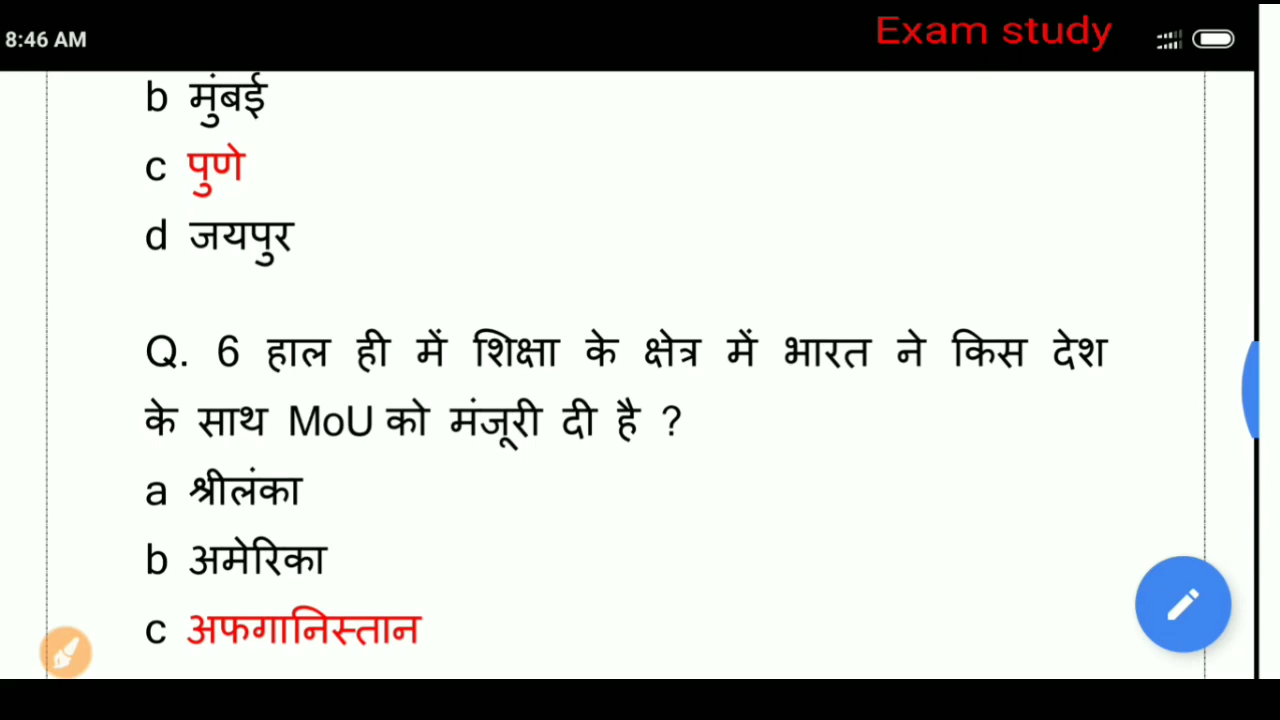 8:46 AM Exam study
b मुंबई
c पुणे
d जयपुर
Q. 6 हाल ही में शिक्षा के क्षेत्र में भारत ने किस देश
के साथ MoU को मंजूरी दी है ?
a श्रीलंका
b अमेरिका
c अफगानिस्तान